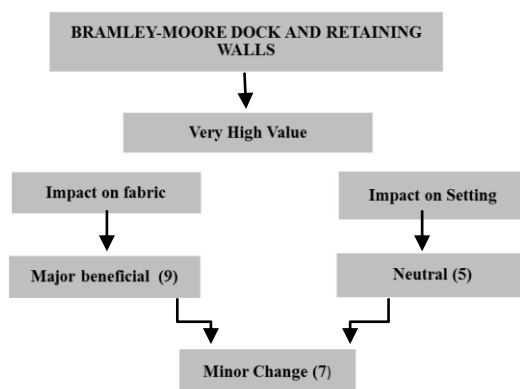 BRAMLEY-MOORE DOCK AND RETAINING
WALLS
Very High Value
Impact on fabric
Impact on Setting
Major beneficial (9)
Neutral (5)
Minor Change (7)